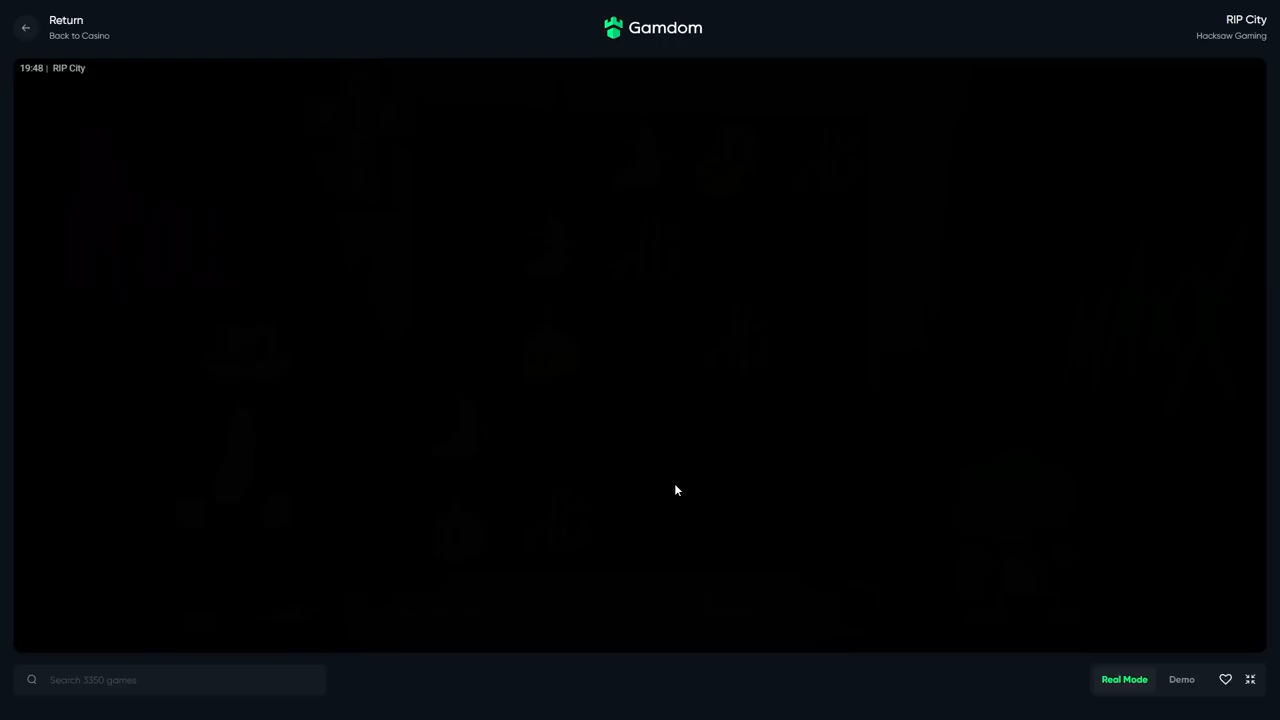 Return
Back to Casino
Gamdom
RIP City
Hacksaw Gaming
19:48 | RIP City
Search 3350 games
Real Mode
Demo